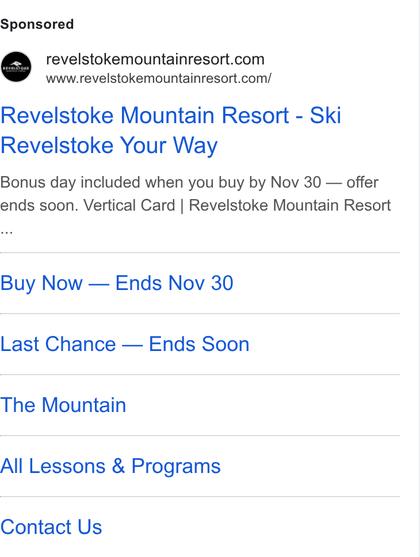 Sponsored
revelstokemountainresort.com
www.revelstokemountainresort.com/
Revelstoke Mountain Resort - Ski
Revelstoke Your Way
Bonus day included when you buy by Nov 30 — offer
ends soon. Vertical Card | Revelstoke Mountain Resort
...
Buy Now — Ends Nov 30
Last Chance — Ends Soon
The Mountain
All Lessons & Programs
Contact Us